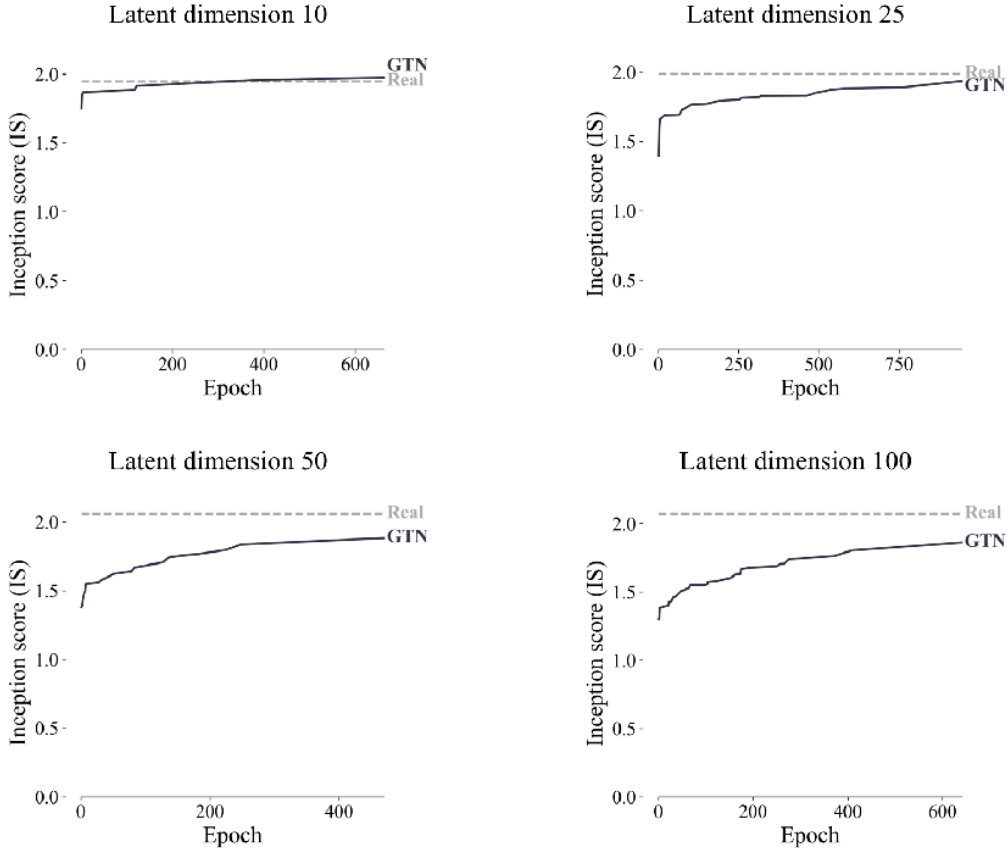 Latent dimension 10
Inception score (IS)
2.0
1.5
1.0
0.5
0.0
GTN
Real
0 200 400 600
Epoch
Latent dimension 25
Inception score (IS)
2.0
1.5
1.0
0.5
0.0
Real
GTN
0 250 500 750
Epoch
Latent dimension 50
Inception score (IS)
2.0
1.5
1.0
0.5
0.0
Real
GTN
0 200 400
Epoch
Latent dimension 100
Inception score (IS)
2.0
1.5
1.0
0.5
0.0
Real
GTN
0 200 400 600
Epoch